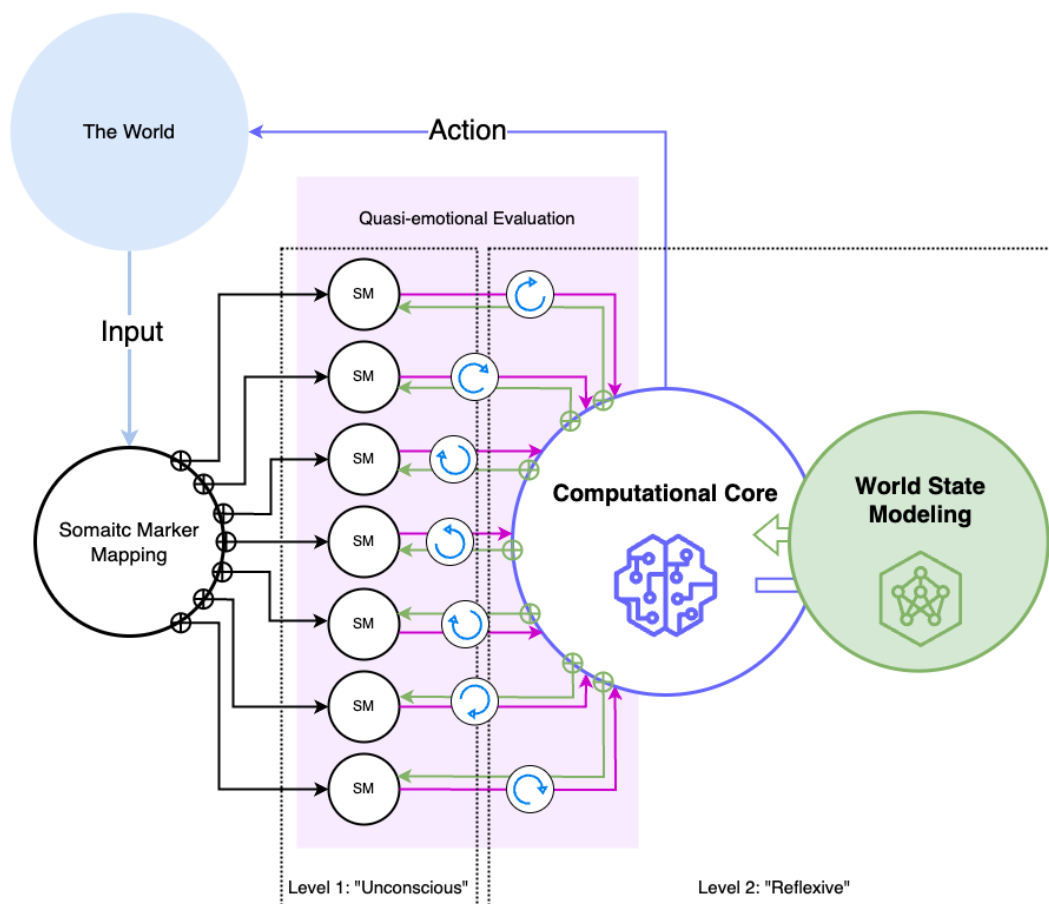 The World
Action
Quasi-emotional Evaluation
Input
SM
SM
SM
SM
SM
SM
SM
Somaitc Marker
Mapping
Computational Core
World State
Modeling
Level 1: "Unconscious"
Level 2: "Reflexive"